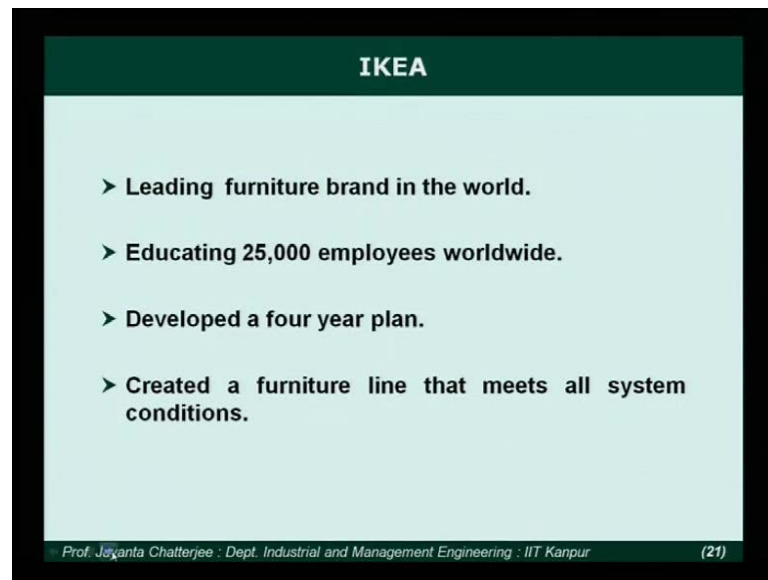 IKEA
➤ Leading furniture brand in the world.
➤ Educating 25,000 employees worldwide.
➤ Developed a four year plan.
➤ Created a furniture line that meets all system
conditions.
Prof. Jayanta Chatterjee : Dept. Industrial and Management Engineering : IIT Kanpur (21)